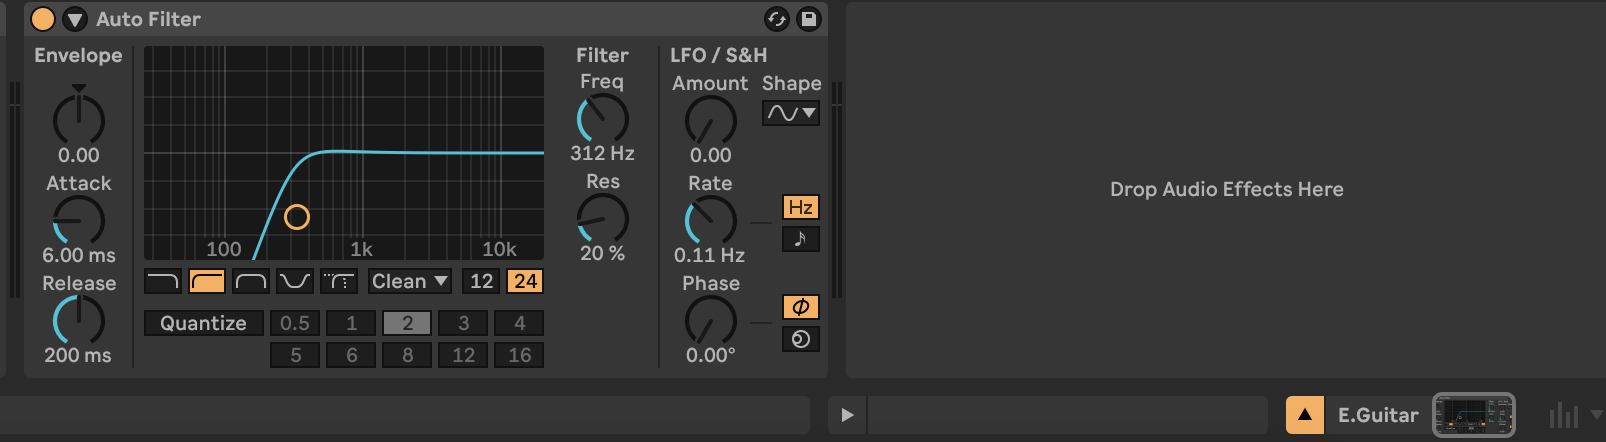 Auto Filter
Envelope
0.00
Attack
6.00 ms
Release
200 ms
100 1k 10k
Clean 12 24
Quantize 0.5 1 2 3 4
5 6 8 12 16
Filter
Freq
312 Hz
Res
20 %
LFO / S&H
Amount Shape
0.00
Rate
Hz
0.11 Hz
Phase
0.00°
Drop Audio Effects Here
E.Guitar